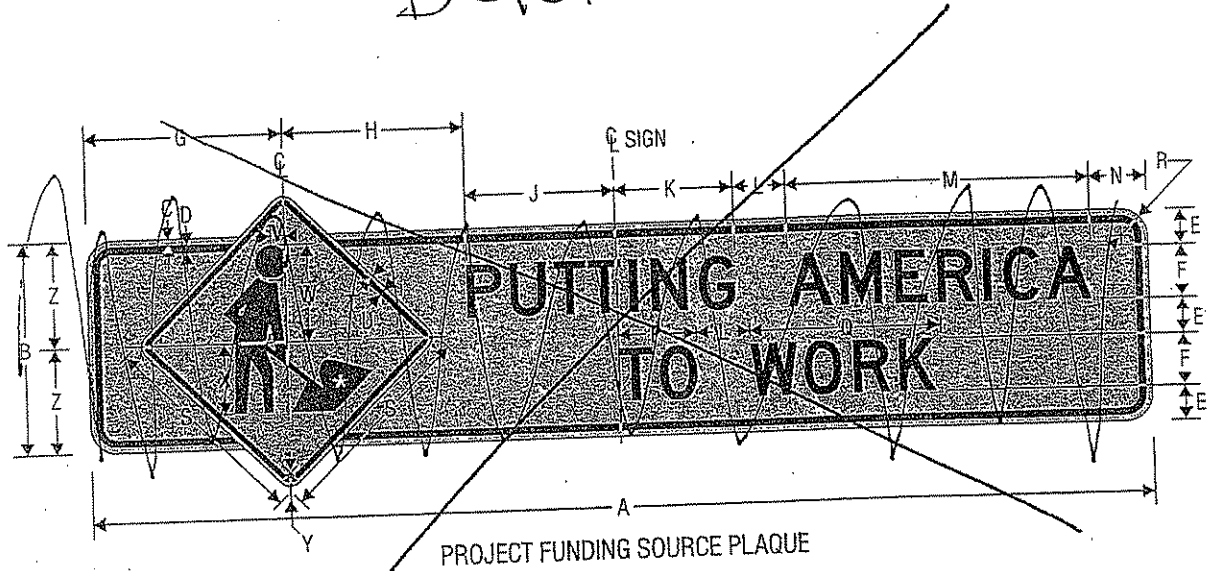 G H
℄ ℄ SIGN
J K L M N R
C D E
V
Z W F
PUTTING AMERICA
B U E
D
F
Z X TO WORK
S S E
A
Y
PROJECT FUNDING SOURCE PLAQUE